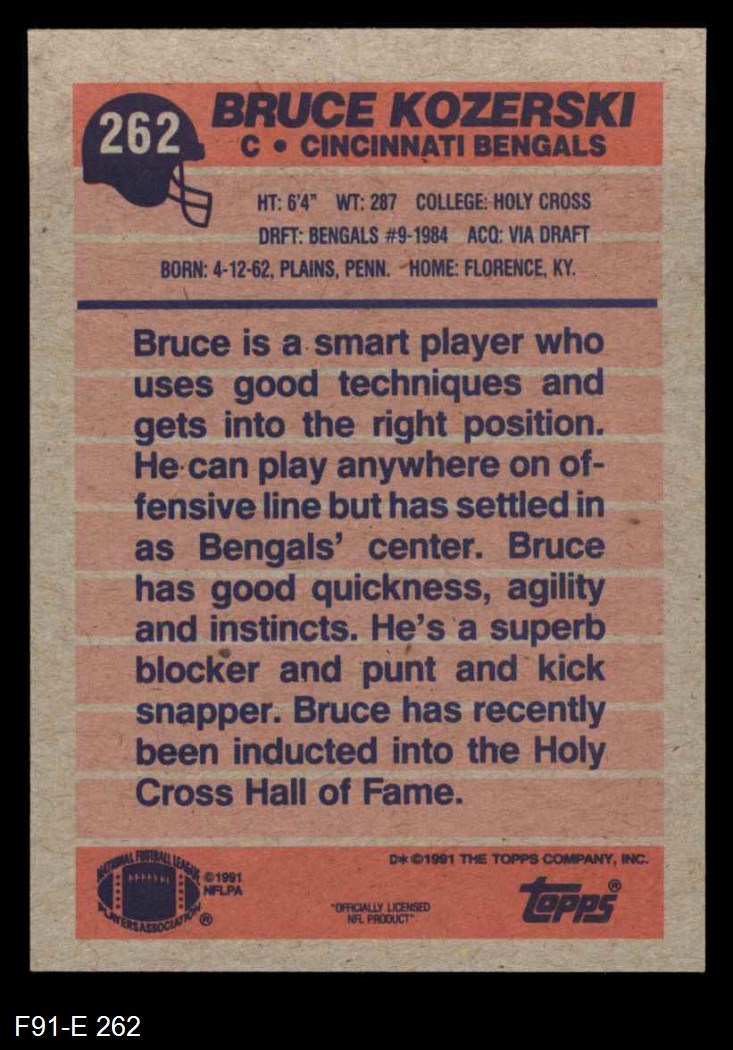 262
BRUCE KOZERSKI
C • CINCINNATI BENGALS
HT: 6'4" WT: 287 COLLEGE: HOLY CROSS
DRFT: BENGALS #9-1984 ACQ: VIA DRAFT
BORN: 4-12-62, PLAINS, PENN. HOME: FLORENCE, KY.
Bruce is a smart player who
uses good techniques and
gets into the right position.
He can play anywhere on of-
fensive line but has settled in
as Bengals' center. Bruce
has good quickness, agility
and instincts. He's a superb
blocker and punt and kick
snapper. Bruce has recently
been inducted into the Holy
Cross Hall of Fame.
NATIONAL FOOTBALL LEAGUE
PLAYERS ASSOCIATION
®
©1991
NFLPA
D* ©1991 THE TOPPS COMPANY, INC.
"OFFICIALLY LICENSED
NFL PRODUCT"
topps®
F91-E 262